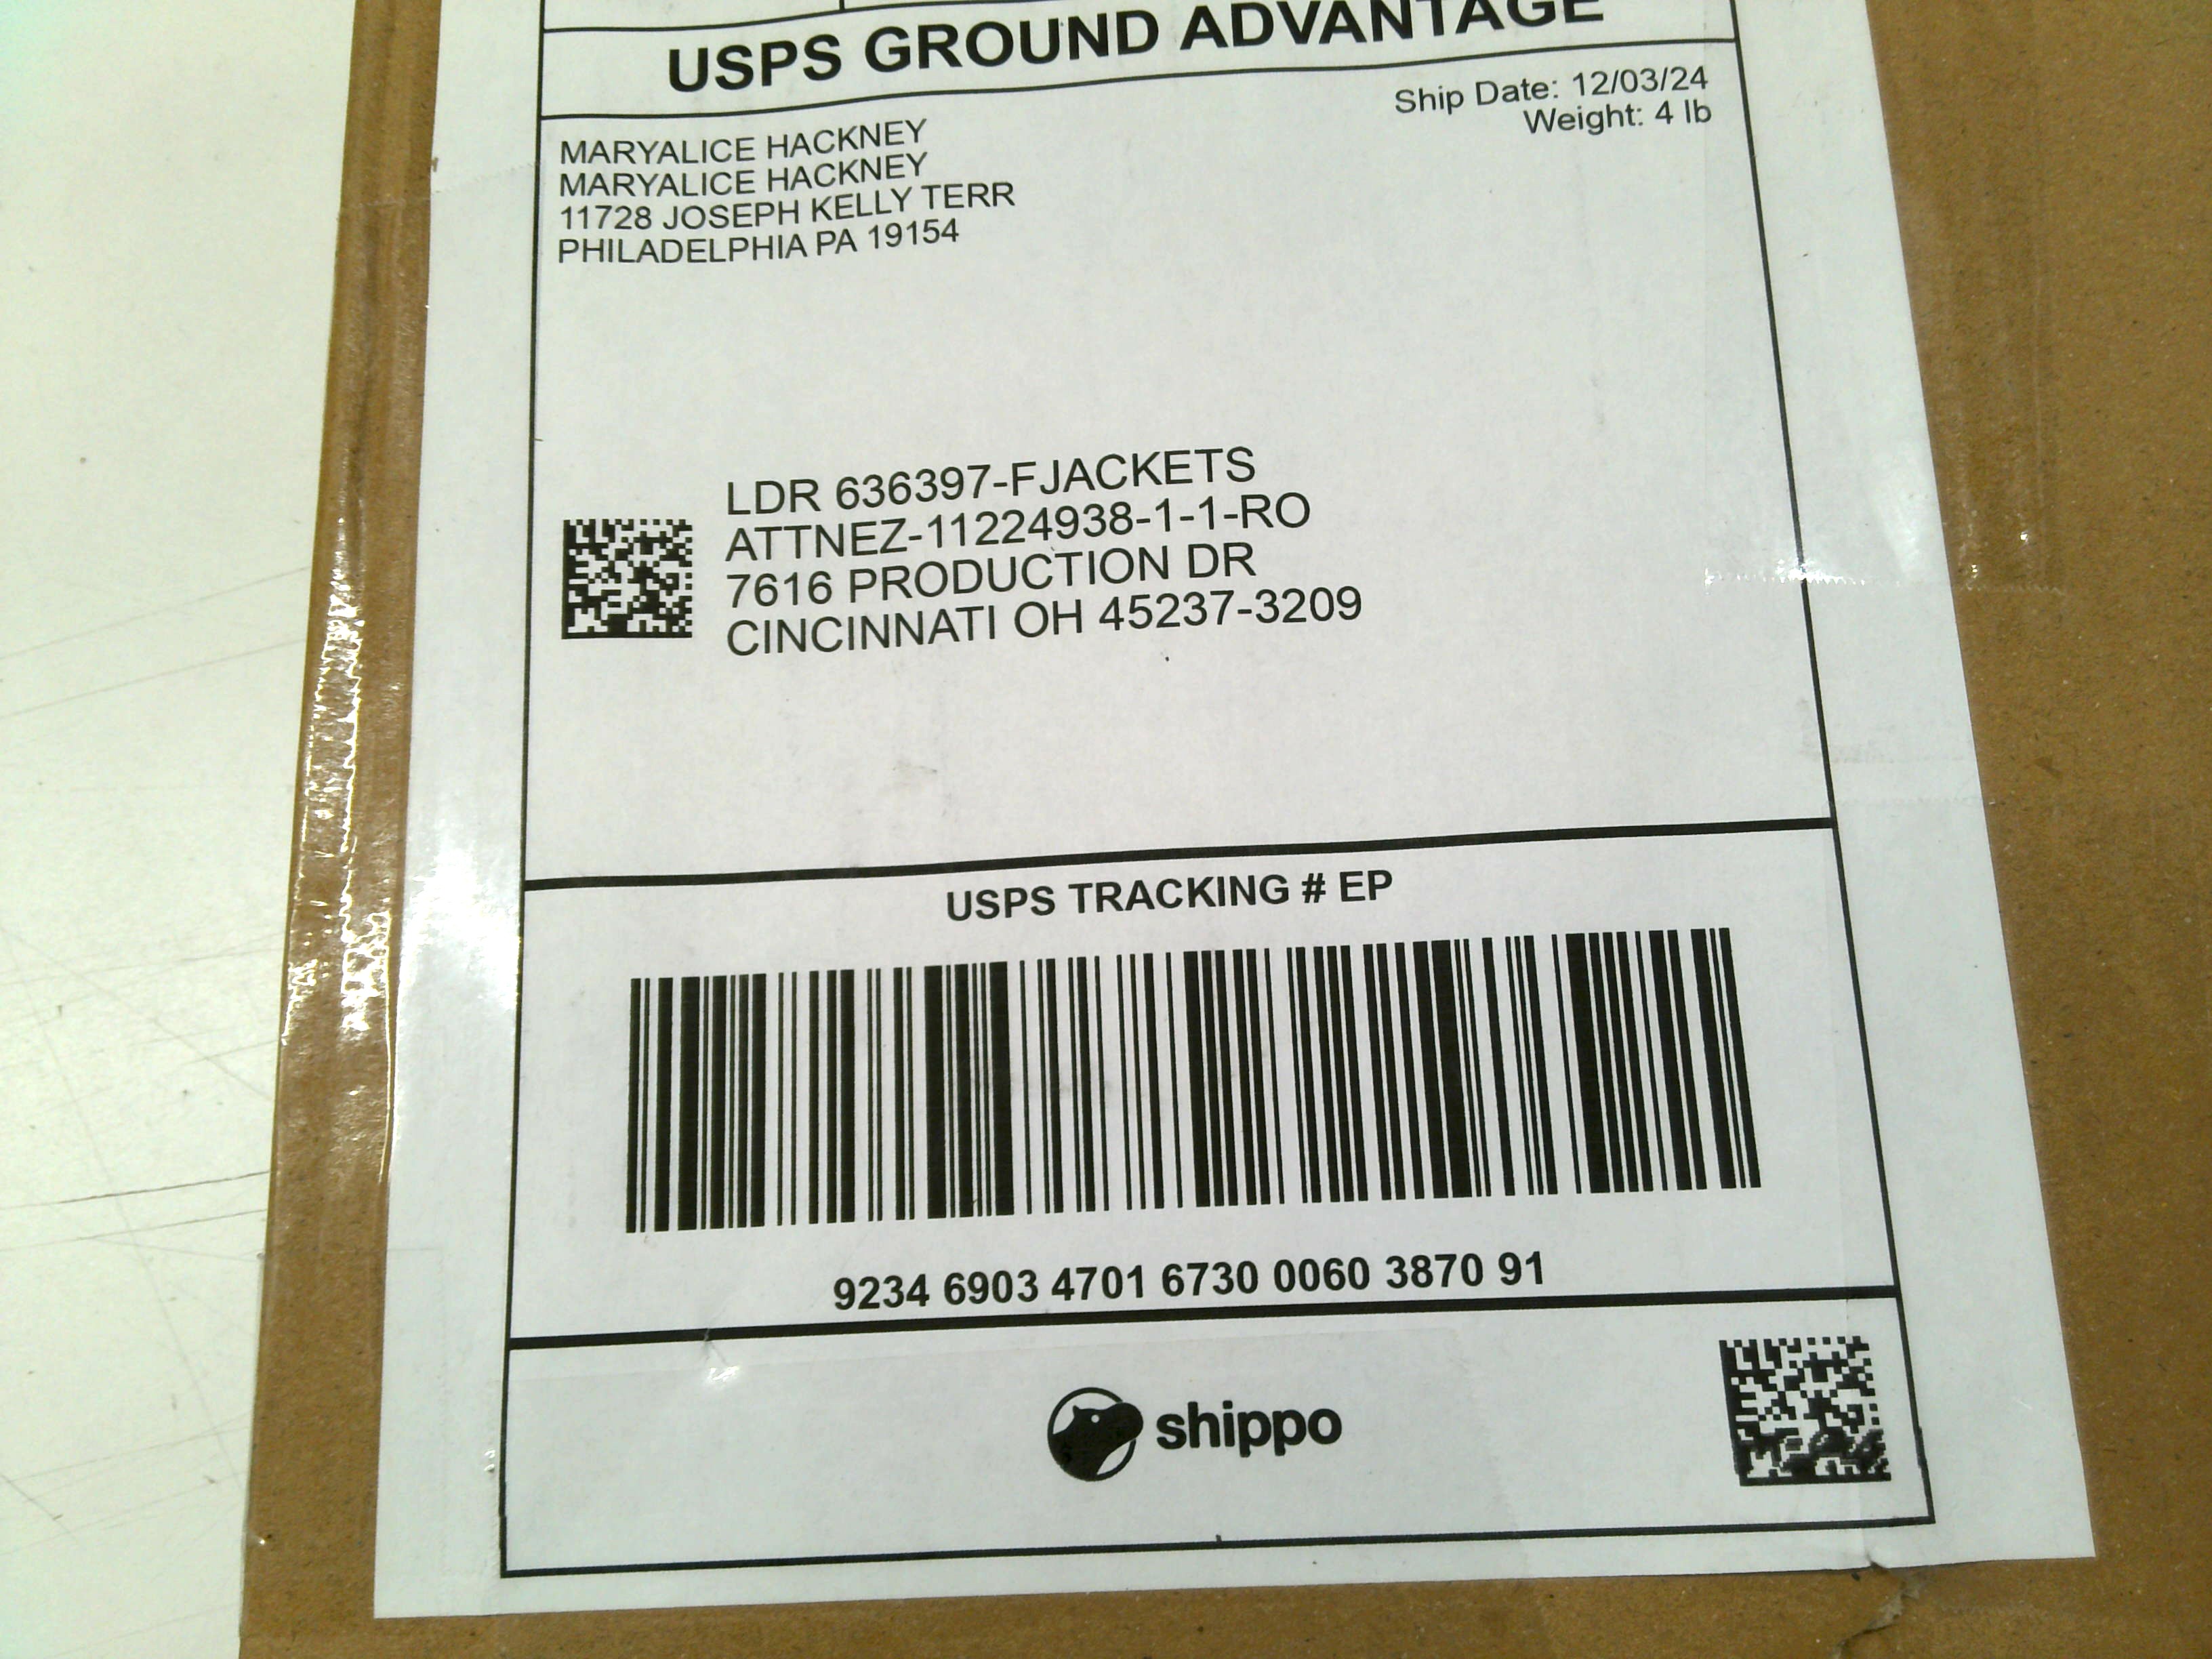 USPS GROUND ADVANTAGE
Ship Date: 12/03/24
Weight: 4 lb
MARYALICE HACKNEY
MARYALICE HACKNEY
11728 JOSEPH KELLY TERR
PHILADELPHIA PA 19154
LDR 636397-FJACKETS
ATTNEZ-11224938-1-1-RO
7616 PRODUCTION DR
CINCINNATI OH 45237-3209
USPS TRACKING # EP
9234 6903 4701 6730 0060 3870 91
shippo